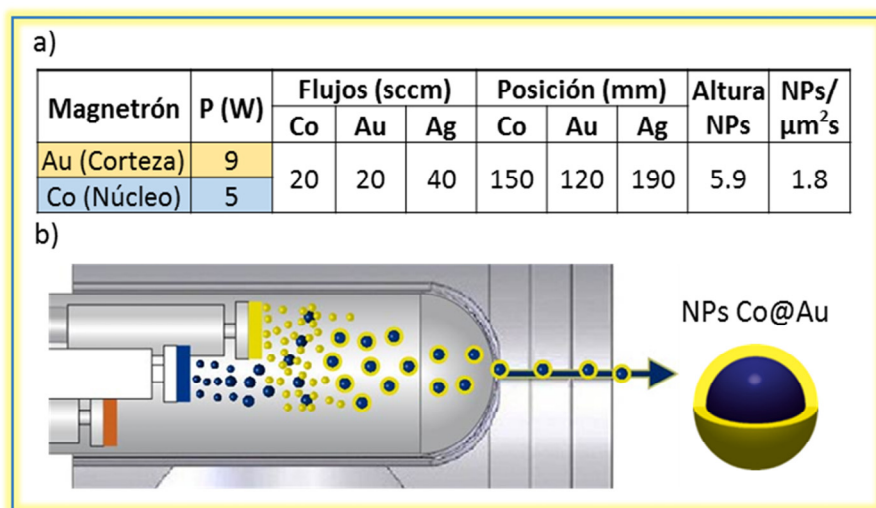 a)
Magnetrón P (W) Flujos (sccm) Posición (mm) Altura NPs NPs/μm²s
Co Au Ag Co Au Ag
Au (Corteza) 9
20 20 40 150 120 190 5.9 1.8
Co (Núcleo) 5
b)
NPs Co@Au